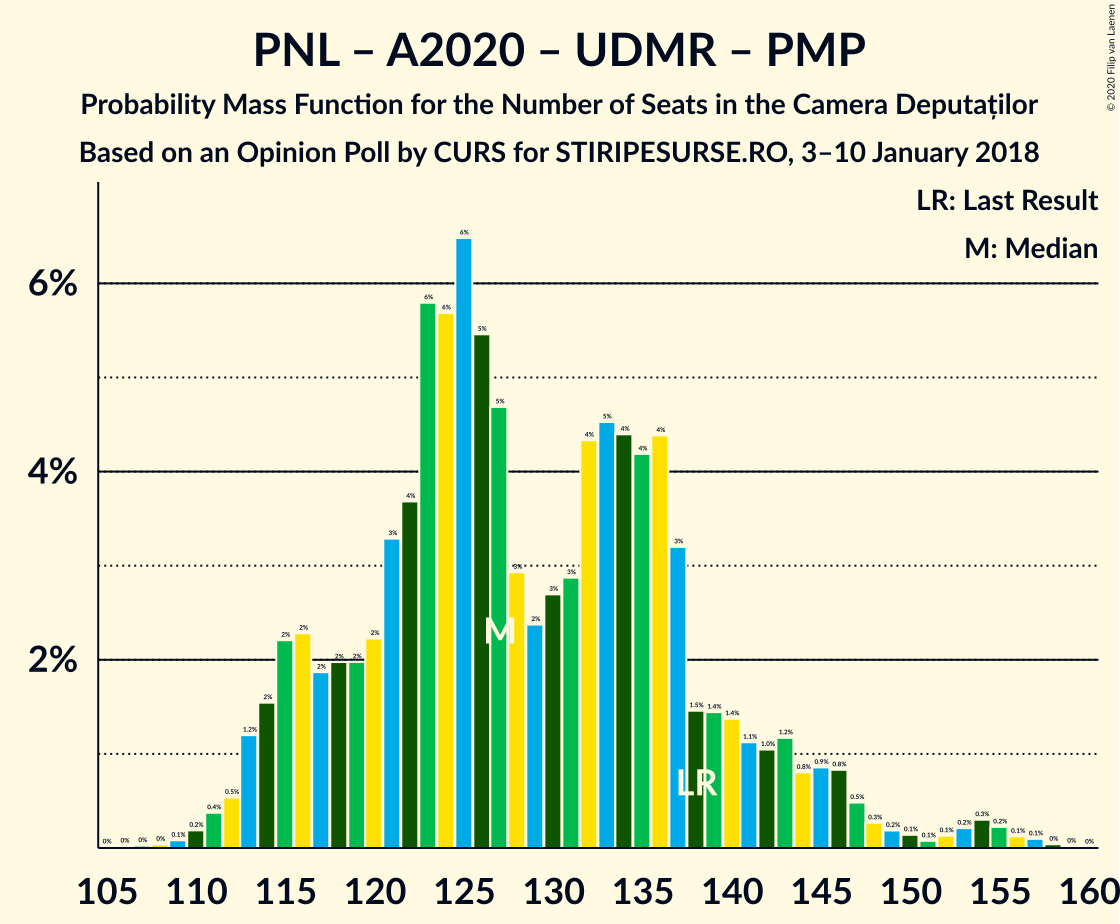 PNL – A2020 – UDMR – PMP
Probability Mass Function for the Number of Seats in the Camera Deputaților
Based on an Opinion Poll by CURS for STIRIPESURSE.RO, 3–10 January 2018
© 2020 Filip van Laenen
LR: Last Result
M: Median
6%
4%
2%
0% 0% 0% 0% 0.1% 0.2% 0.4% 0.5% 1.2% 2% 2% 2% 2% 2% 2% 2% 3% 4% 6% 6% 6% 5% 5% 3% 2% 3% 3% 4% 5% 4% 4% 4% 3% 1.5% 1.4% 1.4% 1.1% 1.0% 1.2% 0.8% 0.9% 0.8% 0.5% 0.3% 0.2% 0.1% 0.1% 0.1% 0.2% 0.3% 0.2% 0.1% 0.1% 0% 0% 0%
M
LR
105 110 115 120 125 130 135 140 145 150 155 160